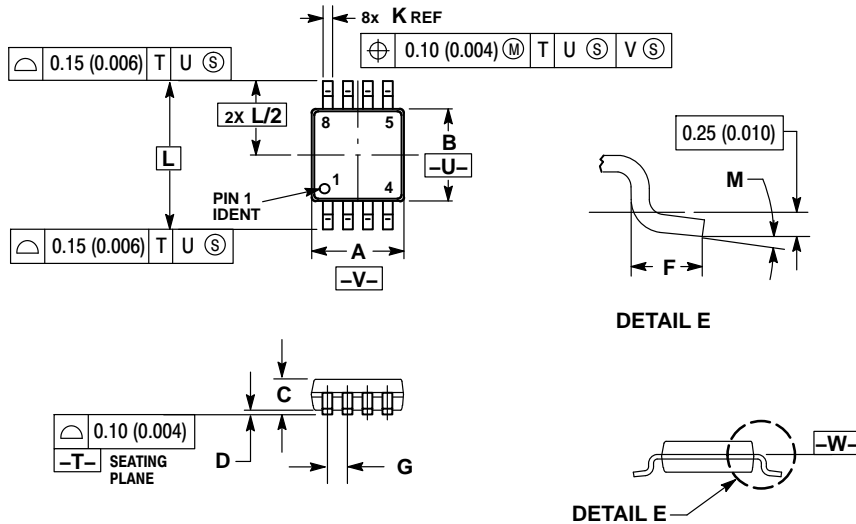 8x K REF
⌖ 0.10 (0.004) Ⓜ T U Ⓢ V Ⓢ
⌓ 0.15 (0.006) T U Ⓢ
2X L/2
L
8 5
B
–U–
0.25 (0.010)
M
PIN 1
IDENT
1 4
⌓ 0.15 (0.006) T U Ⓢ
A
–V–
F
DETAIL E
C
⌓ 0.10 (0.004)
–T– SEATING
PLANE
D
G
–W–
DETAIL E